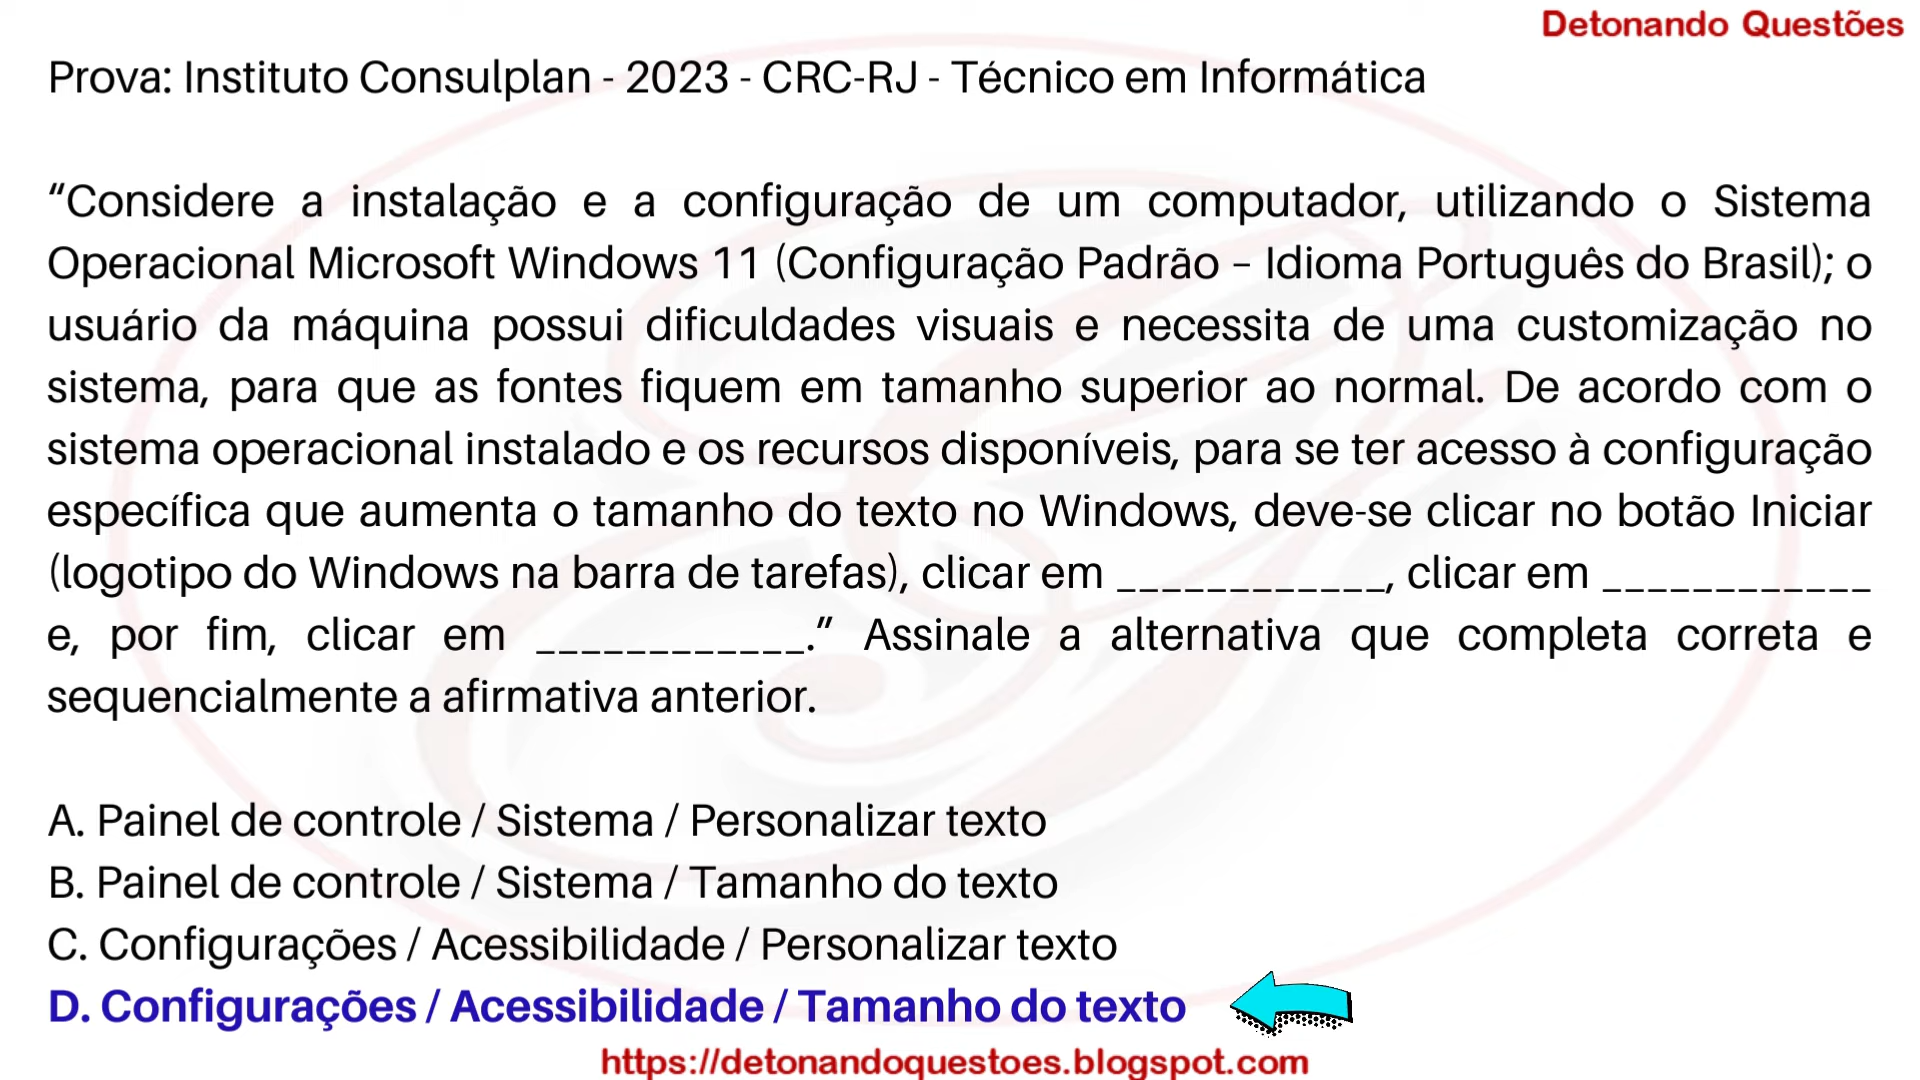 Detonando Questões
Prova: Instituto Consulplan - 2023 - CRC-RJ - Técnico em Informática
“Considere a instalação e a configuração de um computador, utilizando o Sistema
Operacional Microsoft Windows 11 (Configuração Padrão – Idioma Português do Brasil); o
usuário da máquina possui dificuldades visuais e necessita de uma customização no
sistema, para que as fontes fiquem em tamanho superior ao normal. De acordo com o
sistema operacional instalado e os recursos disponíveis, para se ter acesso à configuração
específica que aumenta o tamanho do texto no Windows, deve-se clicar no botão Iniciar
(logotipo do Windows na barra de tarefas), clicar em ____________, clicar em ____________
e, por fim, clicar em ____________.” Assinale a alternativa que completa correta e
sequencialmente a afirmativa anterior.
A. Painel de controle / Sistema / Personalizar texto
B. Painel de controle / Sistema / Tamanho do texto
C. Configurações / Acessibilidade / Personalizar texto
D. Configurações / Acessibilidade / Tamanho do texto
https://detonandoquestoes.blogspot.com